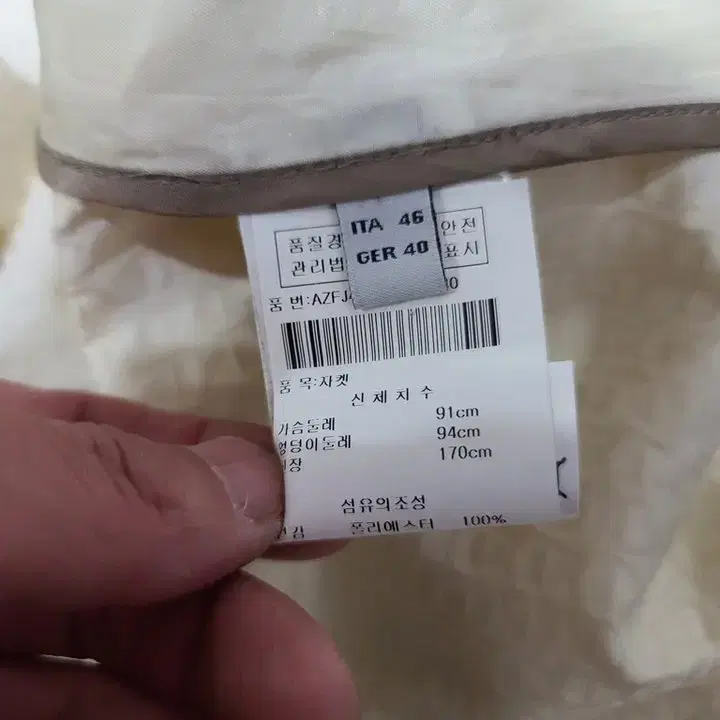 ITA 46
GER 40
품질경 안전
관리법 표시
품 번:AZFJ
품 목:자켓
신체치수
가슴둘레 91cm
엉덩이둘레 94cm
신장 170cm
섬유의조성
폴리에스터 100%